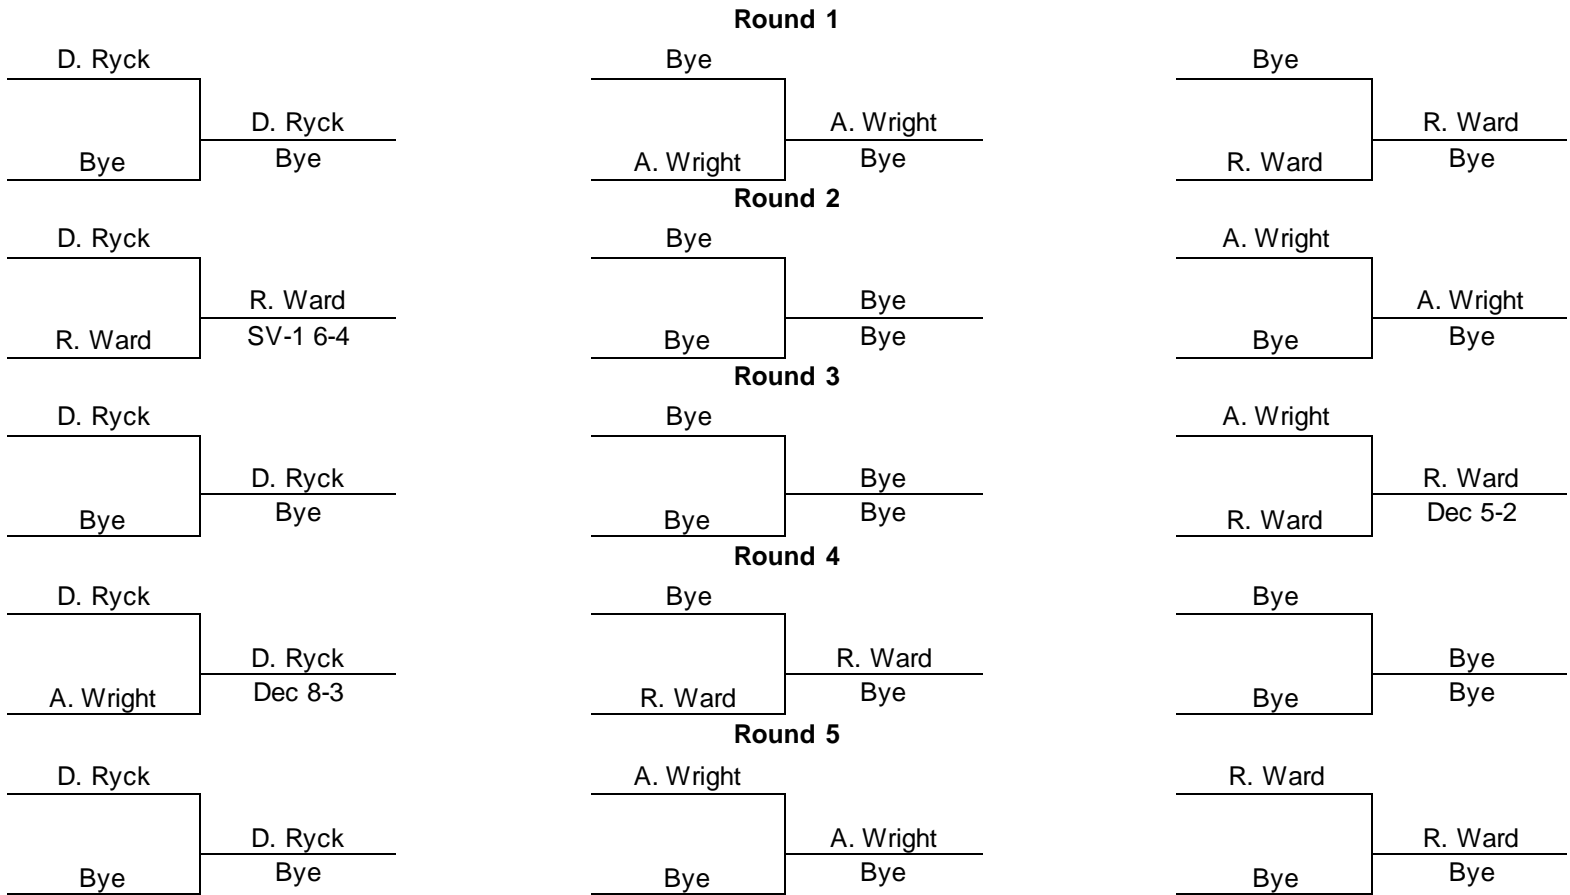 Round 1
D. Ryck
Bye
Bye
D. Ryck
A. Wright
R. Ward
Bye
A. Wright
Bye
R. Ward
Bye
Bye
Round 2
D. Ryck
Bye
A. Wright
R. Ward
Bye
A. Wright
R. Ward
SV-1 6-4
Bye
Bye
Bye
Bye
Round 3
D. Ryck
Bye
A. Wright
D. Ryck
Bye
R. Ward
Bye
Bye
Bye
Bye
R. Ward
Dec 5-2
Round 4
D. Ryck
Bye
Bye
D. Ryck
R. Ward
Bye
A. Wright
Dec 8-3
R. Ward
Bye
Bye
Bye
Round 5
D. Ryck
A. Wright
R. Ward
D. Ryck
A. Wright
R. Ward
Bye
Bye
Bye
Bye
Bye
Bye